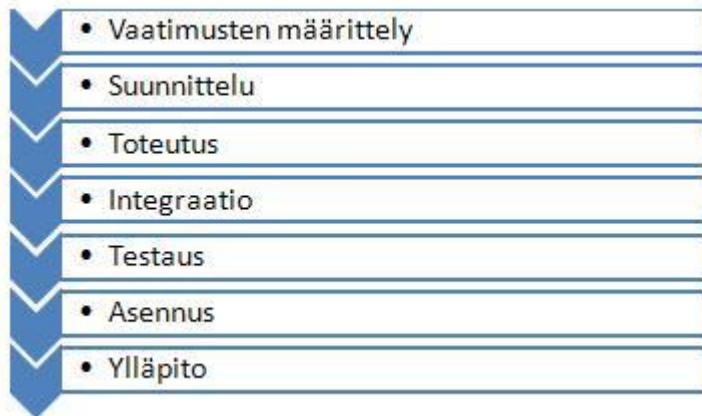 • Vaatimusten määrittely
• Suunnittelu
• Toteutus
• Integraatio
• Testaus
• Asennus
• Ylläpito